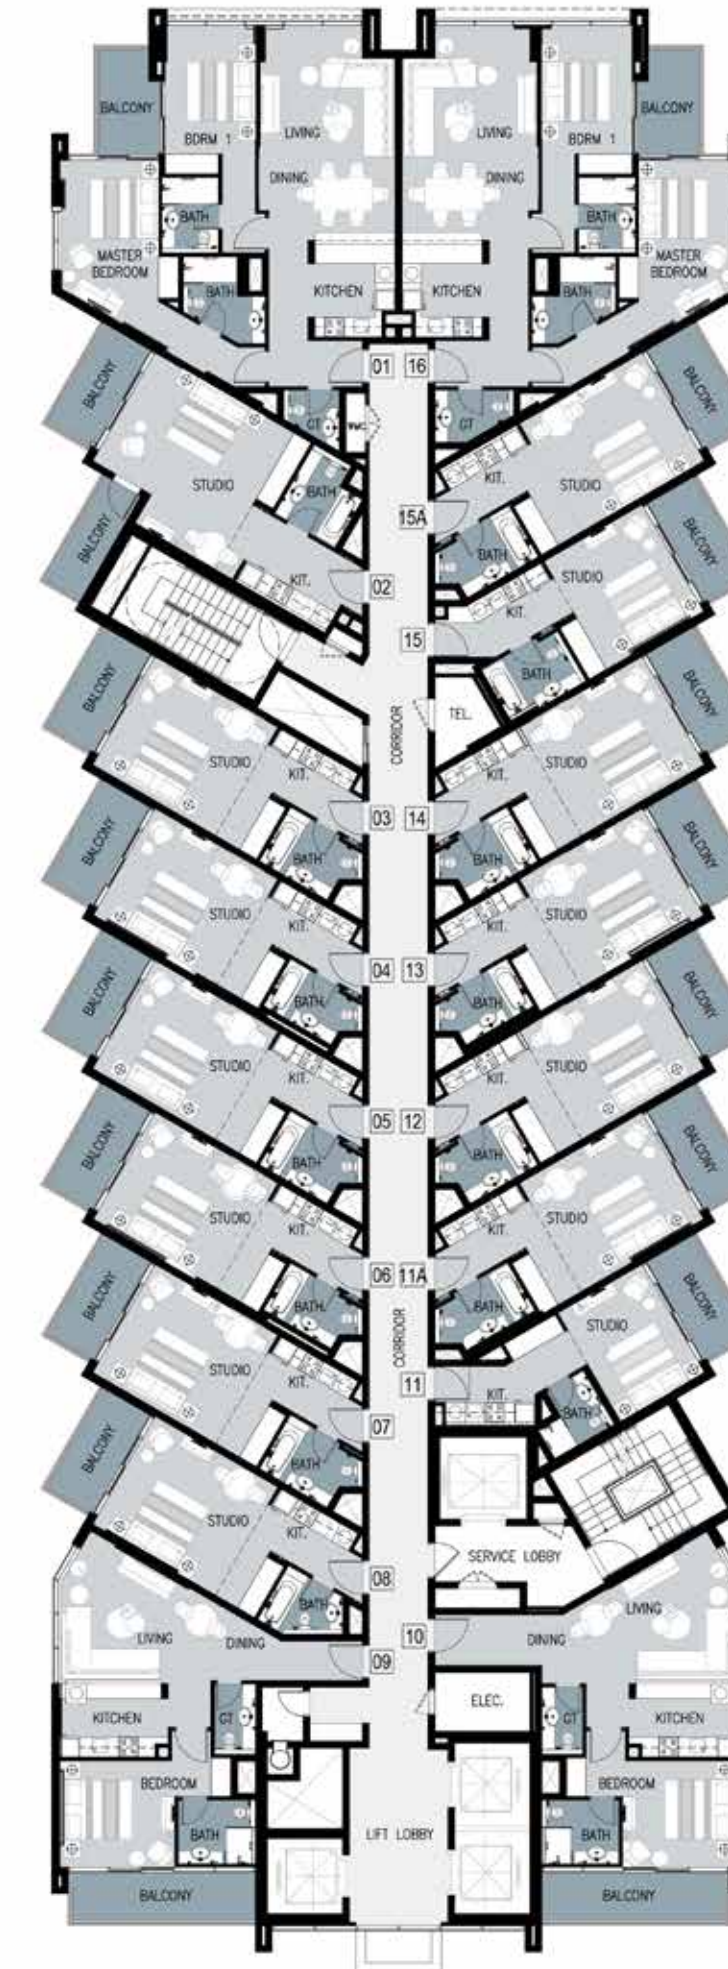 BALCONY
BDRM 1
LIVING
LIVING
BDRM 1
BALCONY
DINING
DINING
BATH
BATH
MASTER
BEDROOM
MASTER
BEDROOM
BATH
KITCHEN
KITCHEN
BATH
01
16
BALCONY
BALCONY
GT
GT
STUDIO
BATH
KIT.
STUDIO
15A
BALCONY
BATH
BALCONY
KIT.
02
STUDIO
KIT.
15
BALCONY
BATH
BALCONY
TEL.
CORRIDOR
STUDIO
KIT.
KIT.
STUDIO
03
14
BALCONY
BATH
BATH
BALCONY
STUDIO
KIT.
KIT.
STUDIO
04
13
BALCONY
BATH
BATH
BALCONY
STUDIO
KIT.
KIT.
STUDIO
05
12
BALCONY
BATH
BATH
BALCONY
STUDIO
KIT.
KIT.
STUDIO
06
11A
BALCONY
BATH
BATH
BALCONY
CORRIDOR
STUDIO
STUDIO
KIT.
11
KIT.
BATH
07
BALCONY
BATH
STUDIO
KIT.
SERVICE LOBBY
08
BATH
LIVING
LIVING
DINING
10
DINING
09
KITCHEN
GT
ELEC.
GT
KITCHEN
BEDROOM
BEDROOM
BATH
LIFT LOBBY
BATH
BALCONY
BALCONY